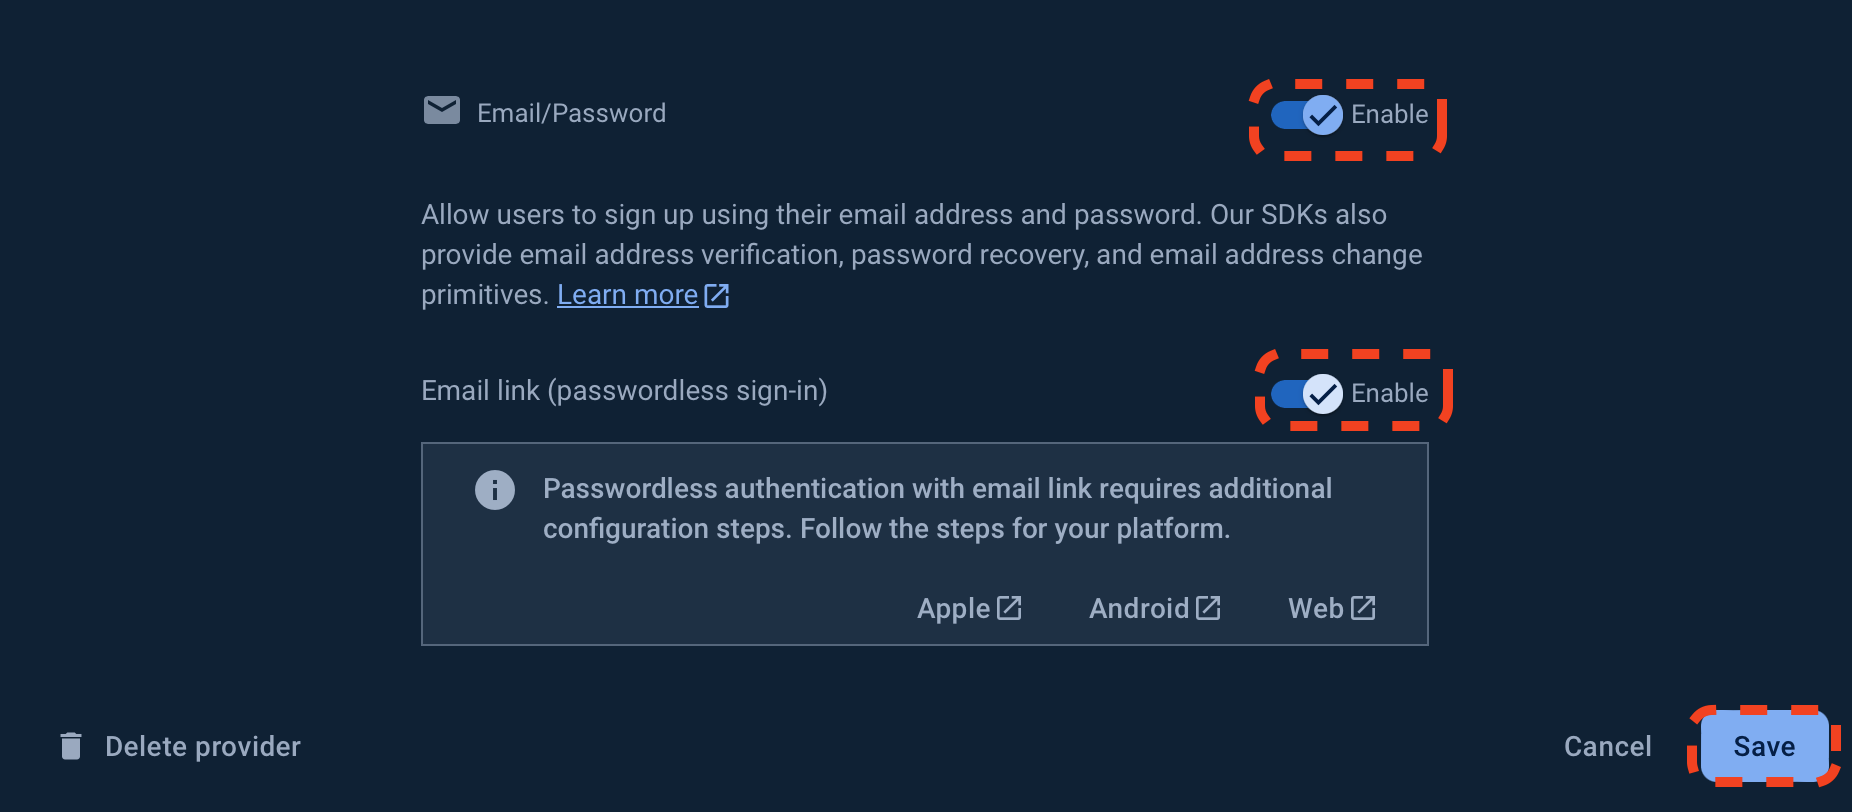 Email/Password
Enable
Allow users to sign up using their email address and password. Our SDKs also
provide email address verification, password recovery, and email address change
primitives. Learn more
Email link (passwordless sign-in)
Enable
Passwordless authentication with email link requires additional
configuration steps. Follow the steps for your platform.
Apple
Android
Web
Delete provider
Cancel
Save